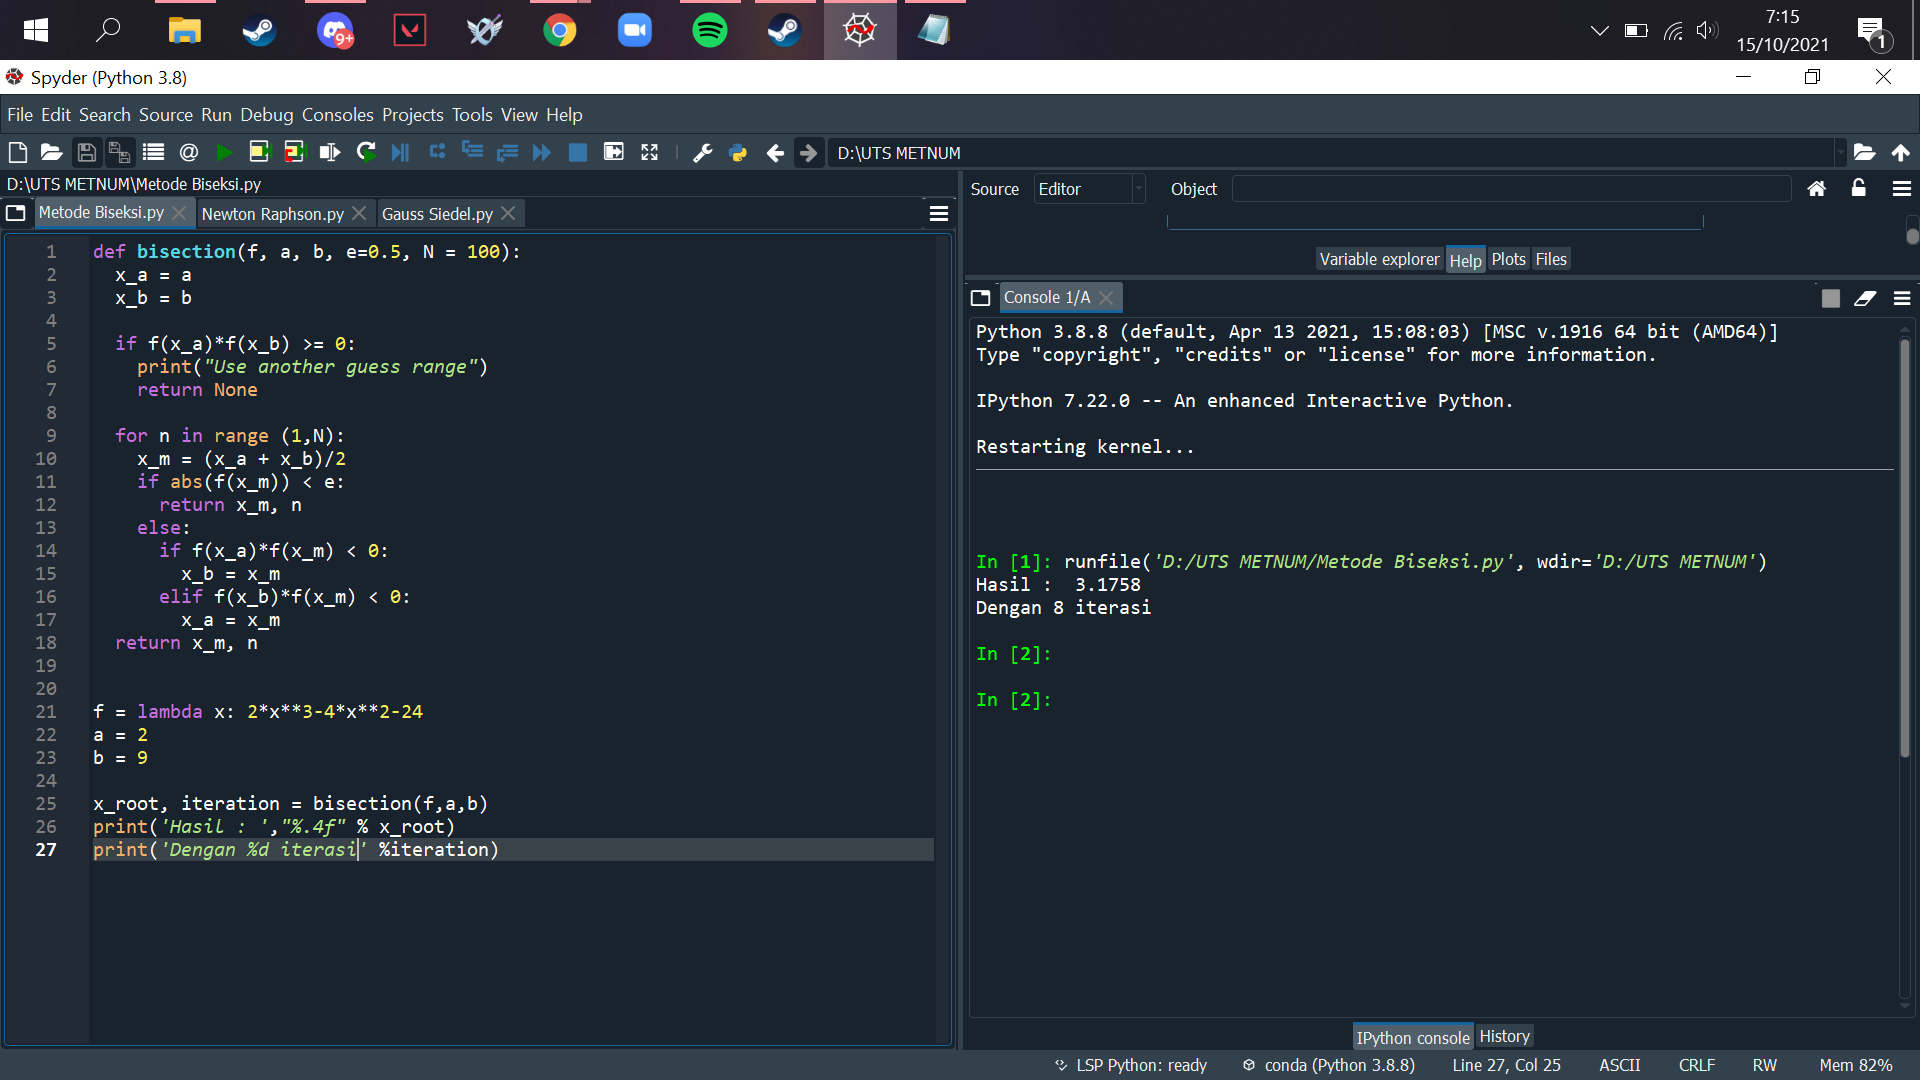 9+
7:15
15/10/2021
1
Spyder (Python 3.8)
File Edit Search Source Run Debug Consoles Projects Tools View Help
D:\UTS METNUM
D:\UTS METNUM\Metode Biseksi.py
Metode Biseksi.py
Newton Raphson.py
Gauss Siedel.py
1 def bisection(f, a, b, e=0.5, N = 100):
2   x_a = a
3   x_b = b
4
5   if f(x_a)*f(x_b) >= 0:
6     print("Use another guess range")
7     return None
8
9   for n in range (1,N):
10     x_m = (x_a + x_b)/2
11     if abs(f(x_m)) < e:
12       return x_m, n
13     else:
14       if f(x_a)*f(x_m) < 0:
15         x_b = x_m
16       elif f(x_b)*f(x_m) < 0:
17         x_a = x_m
18   return x_m, n
19
20
21 f = lambda x: 2*x**3-4*x**2-24
22 a = 2
23 b = 9
24
25 x_root, iteration = bisection(f,a,b)
26 print('Hasil : ',"%.4f" % x_root)
27 print('Dengan %d iterasi' %iteration)
Source Editor Object
Variable explorer Help Plots Files
Console 1/A
Python 3.8.8 (default, Apr 13 2021, 15:08:03) [MSC v.1916 64 bit (AMD64)]
Type "copyright", "credits" or "license" for more information.
IPython 7.22.0 -- An enhanced Interactive Python.
Restarting kernel...
In [1]: runfile('D:/UTS METNUM/Metode Biseksi.py', wdir='D:/UTS METNUM')
Hasil :  3.1758
Dengan 8 iterasi
In [2]:
In [2]:
IPython console History
LSP Python: ready conda (Python 3.8.8) Line 27, Col 25 ASCII CRLF RW Mem 82%